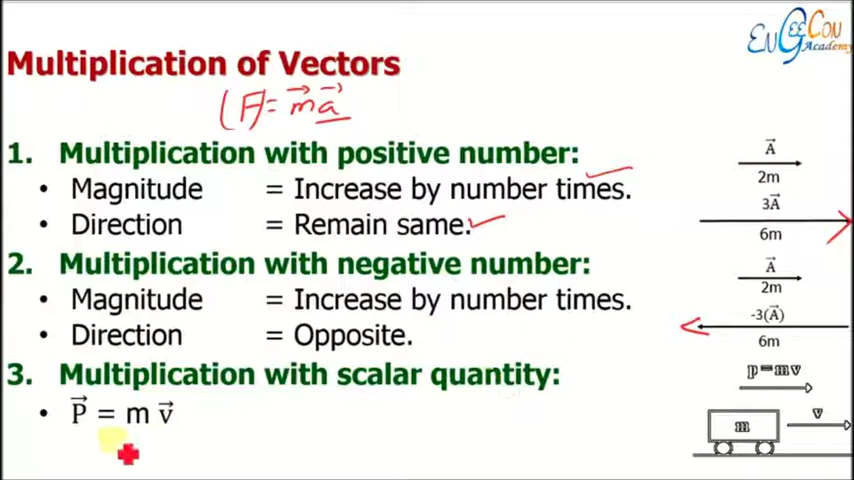 EnGeeCon
Academy
Multiplication of Vectors
(F)= m⃗a⃗
1. Multiplication with positive number:
• Magnitude = Increase by number times.
• Direction = Remain same.
2. Multiplication with negative number:
• Magnitude = Increase by number times.
• Direction = Opposite.
3. Multiplication with scalar quantity:
• P⃗ = m v⃗
A⃗
2m
3A⃗
6m
A⃗
2m
-3(A⃗)
6m
p=mv
m
v